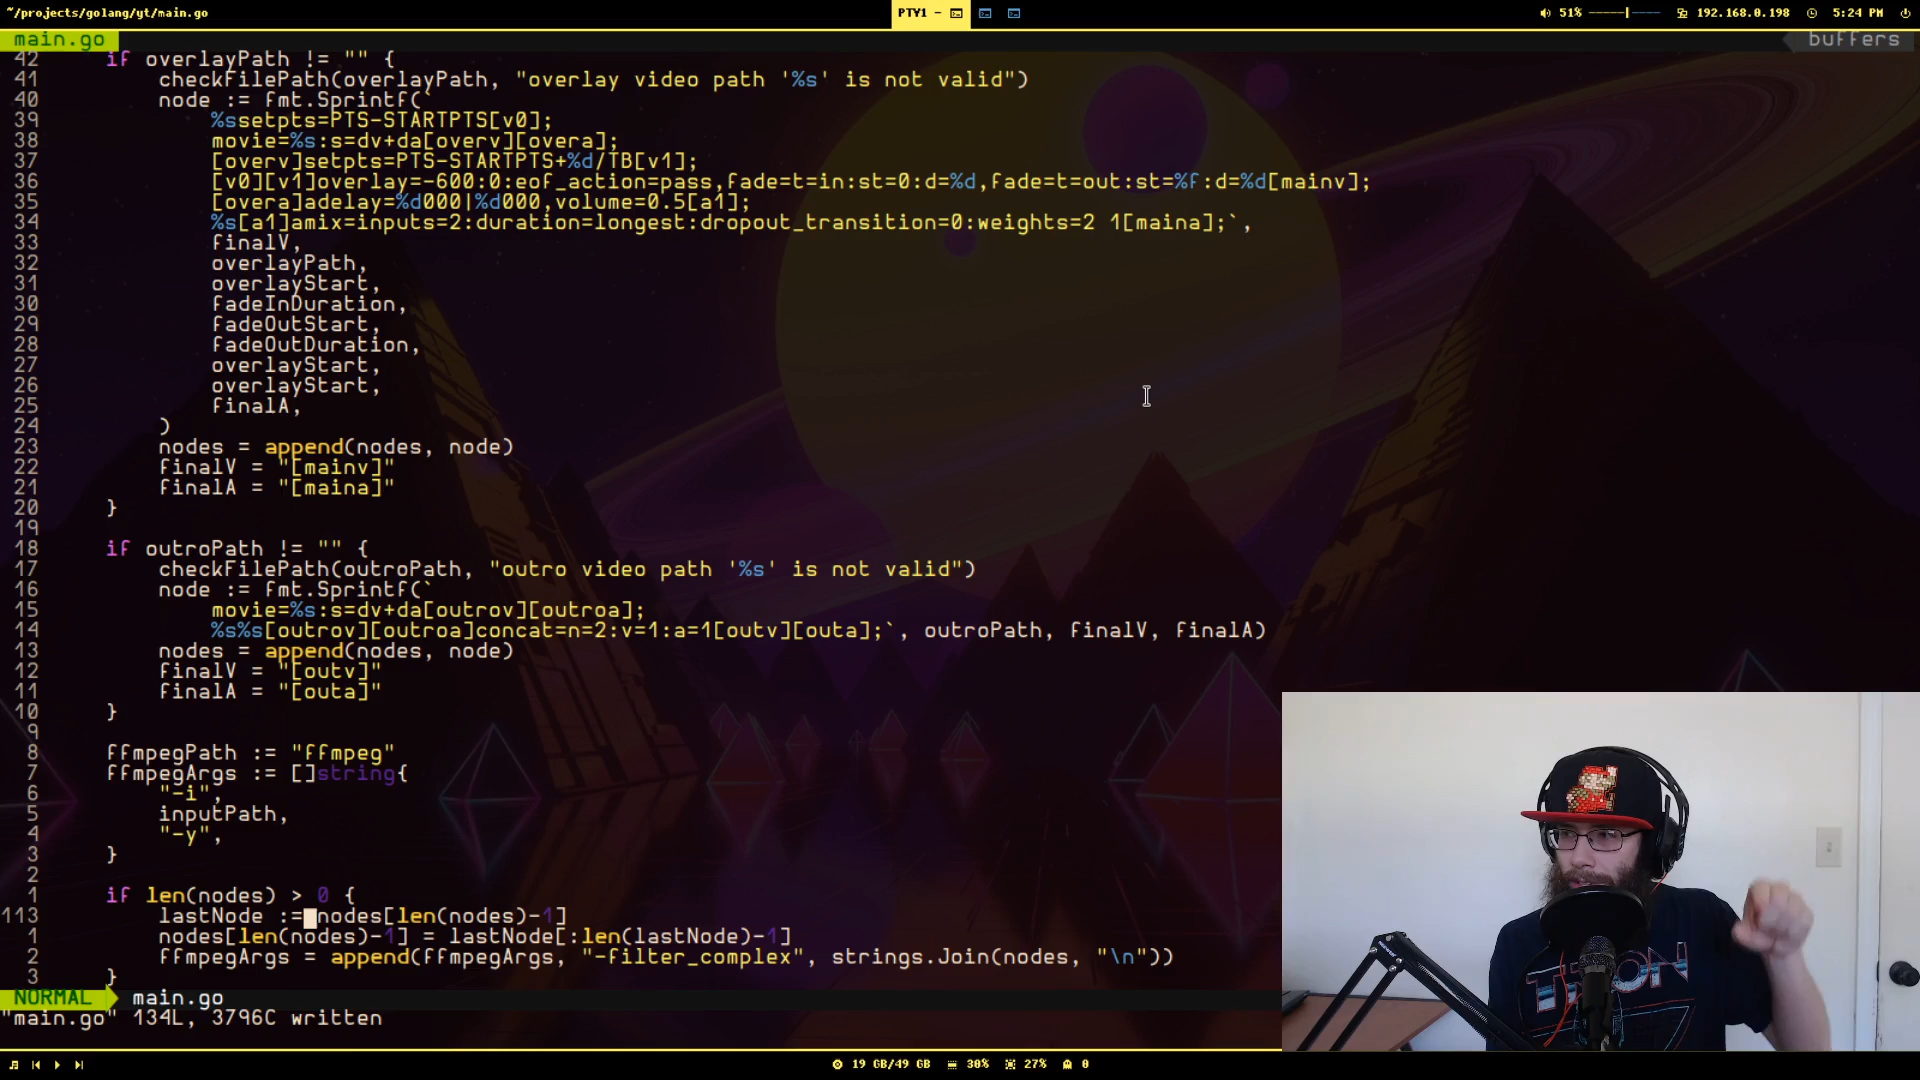 ~/projects/golang/yt/main.go
PTY1 -
51%
192.168.0.198
5:24 PM
main.go
buffers
42 if overlayPath != "" {
41 checkFilePath(overlayPath, "overlay video path '%s' is not valid")
40 node := fmt.Sprintf(`
39 %ssetpts=PTS-STARTPTS[v0];
38 movie=%s:s=dv+da[overv][overa];
37 [overv]setpts=PTS-STARTPTS+%d/TB[v1];
36 [v0][v1]overlay=-600:0:eof_action=pass,fade=t=in:st=0:d=%d,fade=t=out:st=%f:d=%d[mainv];
35 [overa]adelay=%d000|%d000,volume=0.5[a1];
34 %s[a1]amix=inputs=2:duration=longest:dropout_transition=0:weights=2 1[maina];`,
33 finalV,
32 overlayPath,
31 overlayStart,
30 fadeInDuration,
29 fadeOutStart,
28 fadeOutDuration,
27 overlayStart,
26 overlayStart,
25 finalA,
24 )
23 nodes = append(nodes, node)
22 finalV = "[mainv]"
21 finalA = "[maina]"
20 }
19
18 if outroPath != "" {
17 checkFilePath(outroPath, "outro video path '%s' is not valid")
16 node := fmt.Sprintf(`
15 movie=%s:s=dv+da[outrov][outroa];
14 %s%s[outrov][outroa]concat=n=2:v=1:a=1[outv][outa];`, outroPath, finalV, finalA)
13 nodes = append(nodes, node)
12 finalV = "[outv]"
11 finalA = "[outa]"
10 }
9
8 ffmpegPath := "ffmpeg"
7 ffmpegArgs := []string{
6 "-i",
5 inputPath,
4 "-y",
3 }
2
1 if len(nodes) > 0 {
113 lastNode := nodes[len(nodes)-1]
1 nodes[len(nodes)-1] = lastNode[:len(lastNode)-1]
2 ffmpegArgs = append(ffmpegArgs, "-filter_complex", strings.Join(nodes, "\n"))
3 }
NORMAL main.go
"main.go" 134L, 3796C written
TRON
19 GB/49 GB
30%
27%
0